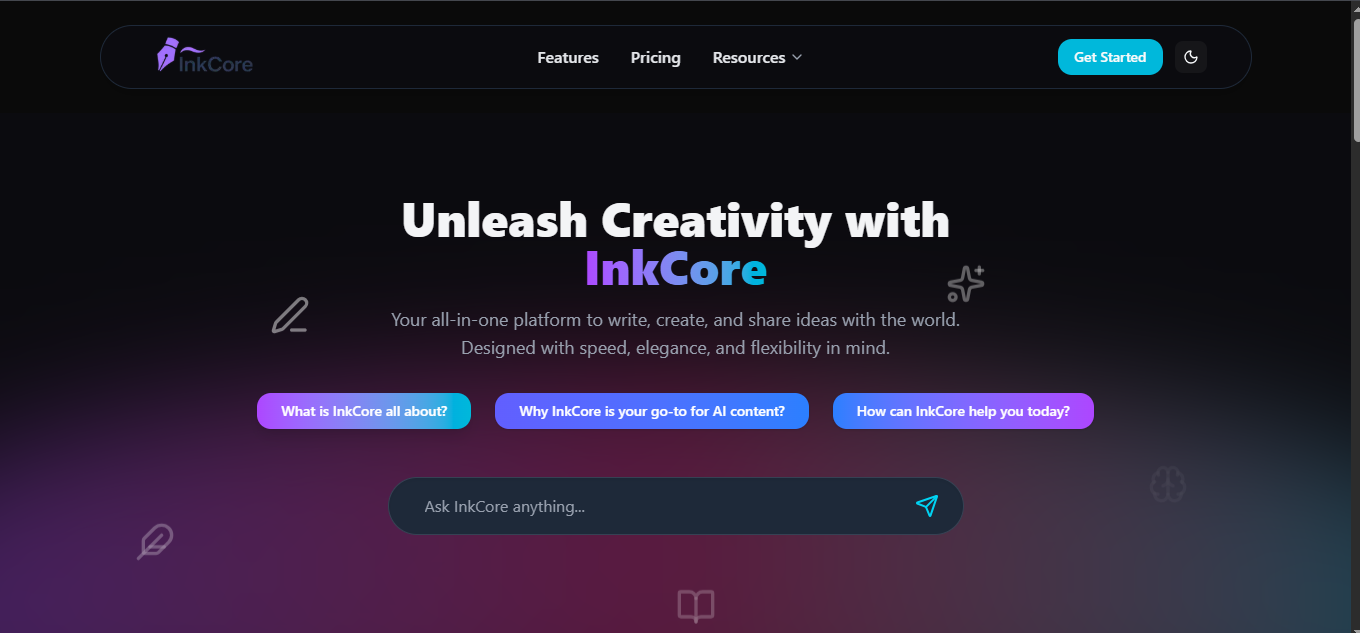 InkCore
Features
Pricing
Resources
Get Started
Unleash Creativity with
InkCore
Your all-in-one platform to write, create, and share ideas with the world.
Designed with speed, elegance, and flexibility in mind.
What is InkCore all about?
Why InkCore is your go-to for AI content?
How can InkCore help you today?
Ask InkCore anything...